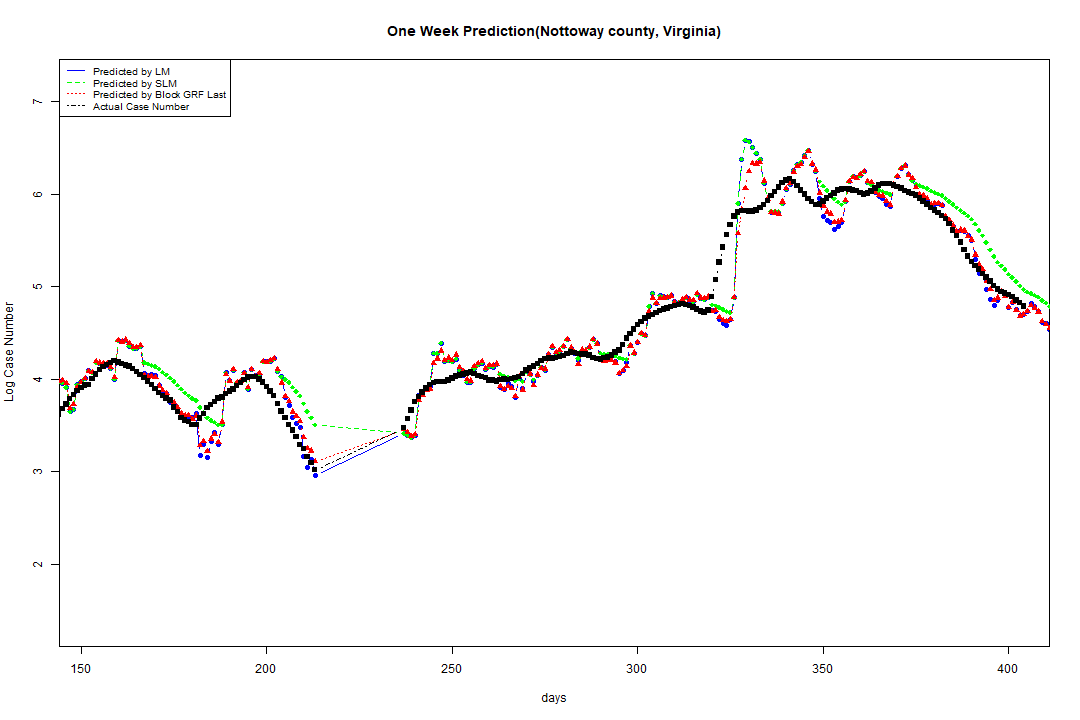 One Week Prediction(Nottoway county, Virginia)
Predicted by LM
Predicted by SLM
Predicted by Block GRF Last
Actual Case Number
Log Case Number
7
6
5
4
3
2
150 200 250 300 350 400
days